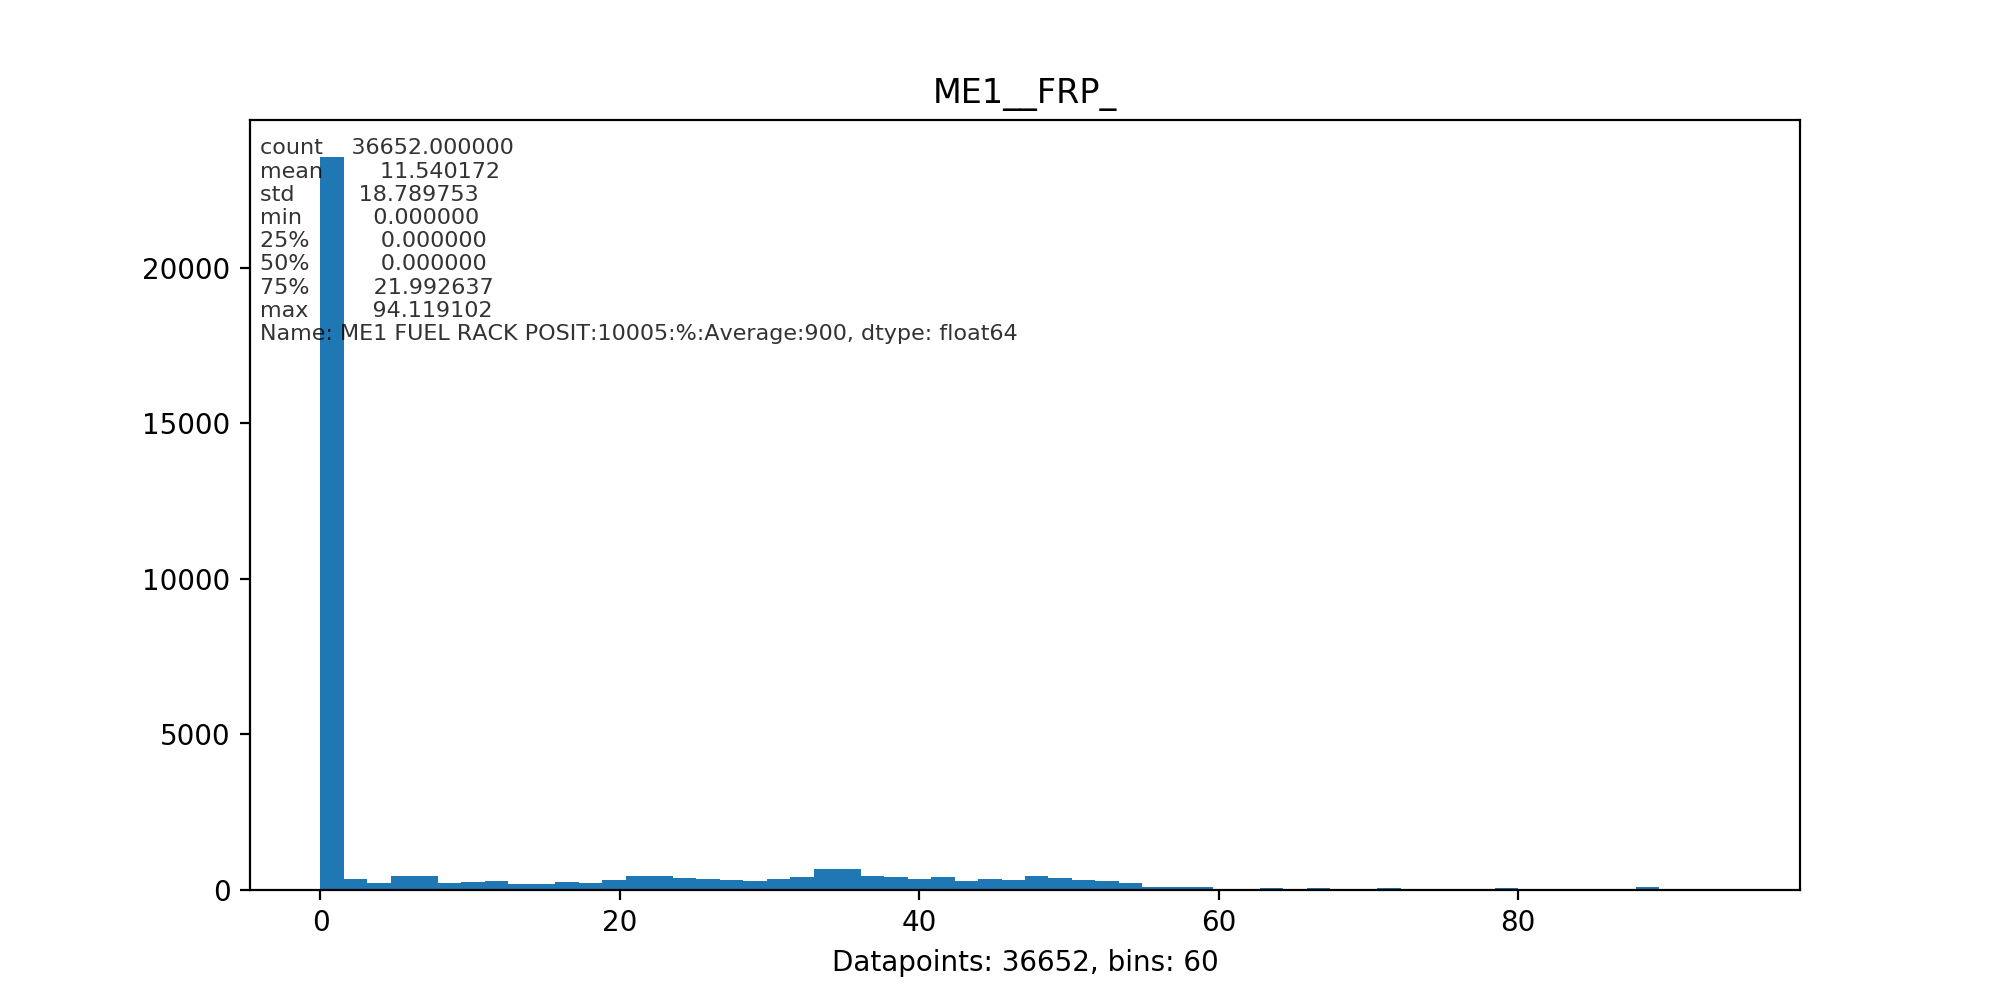 ME1__FRP_
count 36652.000000
mean 11.540172
std 18.789753
min 0.000000
25% 0.000000
50% 0.000000
75% 21.992637
max 94.119102
Name: ME1 FUEL RACK POSIT:10005:%:Average:900, dtype: float64
20000
15000
10000
5000
0
0 20 40 60 80
Datapoints: 36652, bins: 60